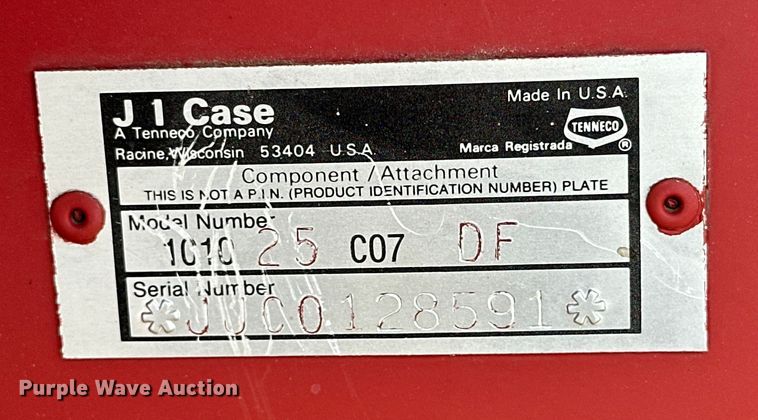 J I Case
A Tenneco Company
Racine, Wisconsin 53404 U.S.A.
Made in U.S.A.
TENNECO
Marca Registrada ®
Component / Attachment
THIS IS NOT A P.I.N. (PRODUCT IDENTIFICATION NUMBER) PLATE
Model Number
1010 25 C07 DF
Serial Number
*JJC0128591*
Purple Wave Auction